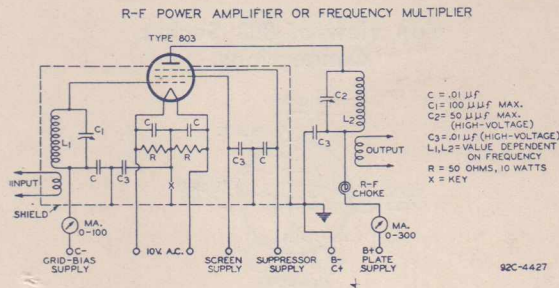 R-F POWER AMPLIFIER OR FREQUENCY MULTIPLIER
TYPE 803
C₁
L₁
C
C
R
R
C
C₃
X
C₃
C
C₂
L₂
C₃
OUTPUT
INPUT
SHIELD
R-F
CHOKE
MA.
0-100
MA.
0-300
C-
GRID-BIAS
SUPPLY
10V. A.C.
SCREEN
SUPPLY
SUPPRESSOR
SUPPLY
B-
C+
B+
PLATE
SUPPLY
C = .01 µf
C₁ = 100 µµf MAX.
C₂ = 50 µµf MAX.
(HIGH-VOLTAGE)
C₃ = .01 µf (HIGH-VOLTAGE)
L₁,L₂ = VALUE DEPENDENT
ON FREQUENCY
R = 50 OHMS, 10 WATTS
X = KEY
92C-4427